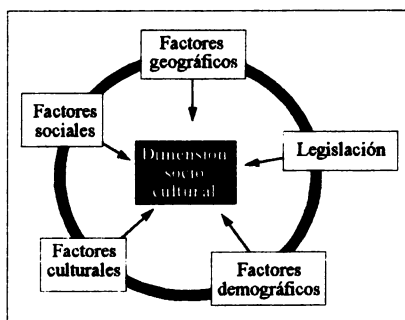 Factores
geográficos
Factores
sociales
Legislación
Dimensión
socio
cultural
Factores
culturales
Factores
demográficos